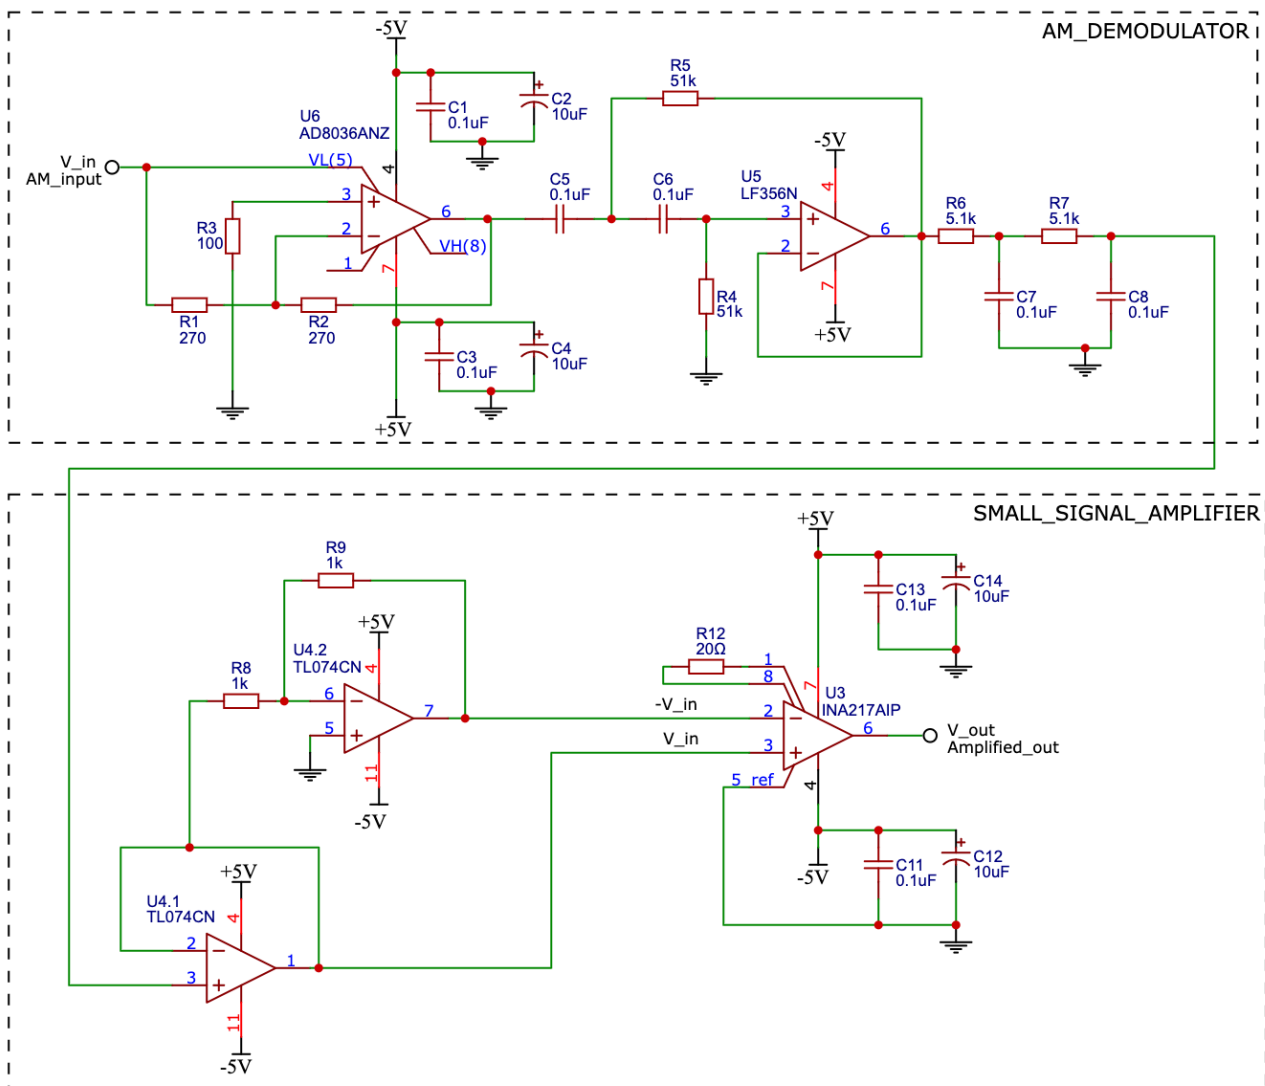 AM_DEMODULATOR
-5V
C1
0.1uF
C2
10uF
U6
AD8036ANZ
V_in
AM_input
VL(5)
4
3
2
1
6
7
VH(8)
R3
100
R1
270
R2
270
C3
0.1uF
C4
10uF
+5V
R5
51k
C5
0.1uF
C6
0.1uF
U5
LF356N
-5V
4
3
2
6
7
+5V
R4
51k
R6
5.1k
R7
5.1k
C7
0.1uF
C8
0.1uF
SMALL_SIGNAL_AMPLIFIER
R9
1k
R8
1k
U4.2
TL074CN
+5V
4
6
5
7
11
-5V
U4.1
TL074CN
+5V
4
2
3
1
11
-5V
-V_in
V_in
R12
20Ω
1
8
2
3
5 ref
+5V
7
U3
INA217AIP
6
4
-5V
C13
0.1uF
C14
10uF
V_out
Amplified_out
C11
0.1uF
C12
10uF